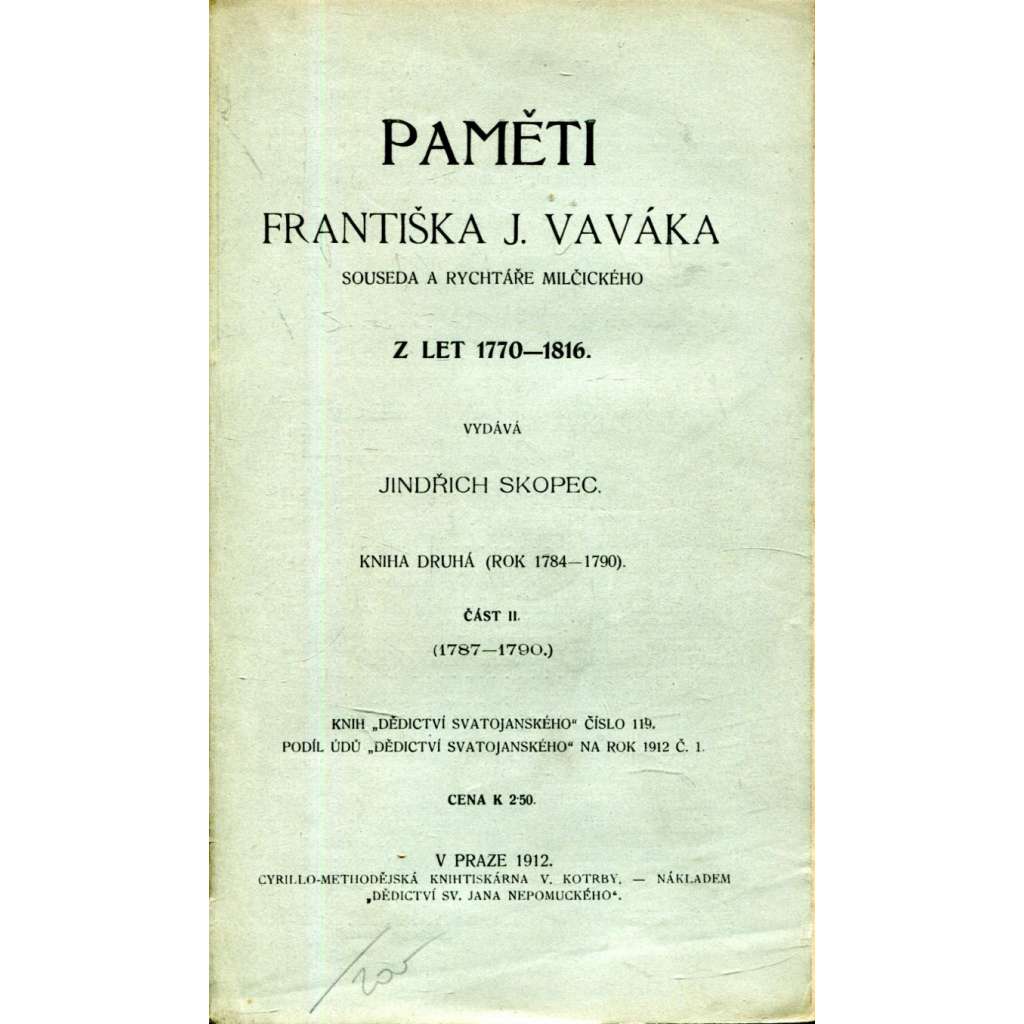 PAMĚTI
FRANTIŠKA J. VAVÁKA
SOUSEDA A RYCHTÁŘE MILČICKÉHO
Z LET 1770—1816.
VYDÁVÁ
JINDŘICH SKOPEC.
KNIHA DRUHÁ (ROK 1784—1790).
ČÁST II.
(1787—1790.)
KNIH „DĚDICTVÍ SVATOJANSKÉHO“ ČÍSLO 119.
PODÍL ÚDŮ „DĚDICTVÍ SVATOJANSKÉHO“ NA ROK 1912 Č. 1.
CENA K 2·50.
V PRAZE 1912.
CYRILLO-METHODĚJSKÁ KNIHTISKÁRNA V. KOTRBY. — NÁKLADEM
„DĚDICTVÍ SV. JANA NEPOMUCKÉHO“.